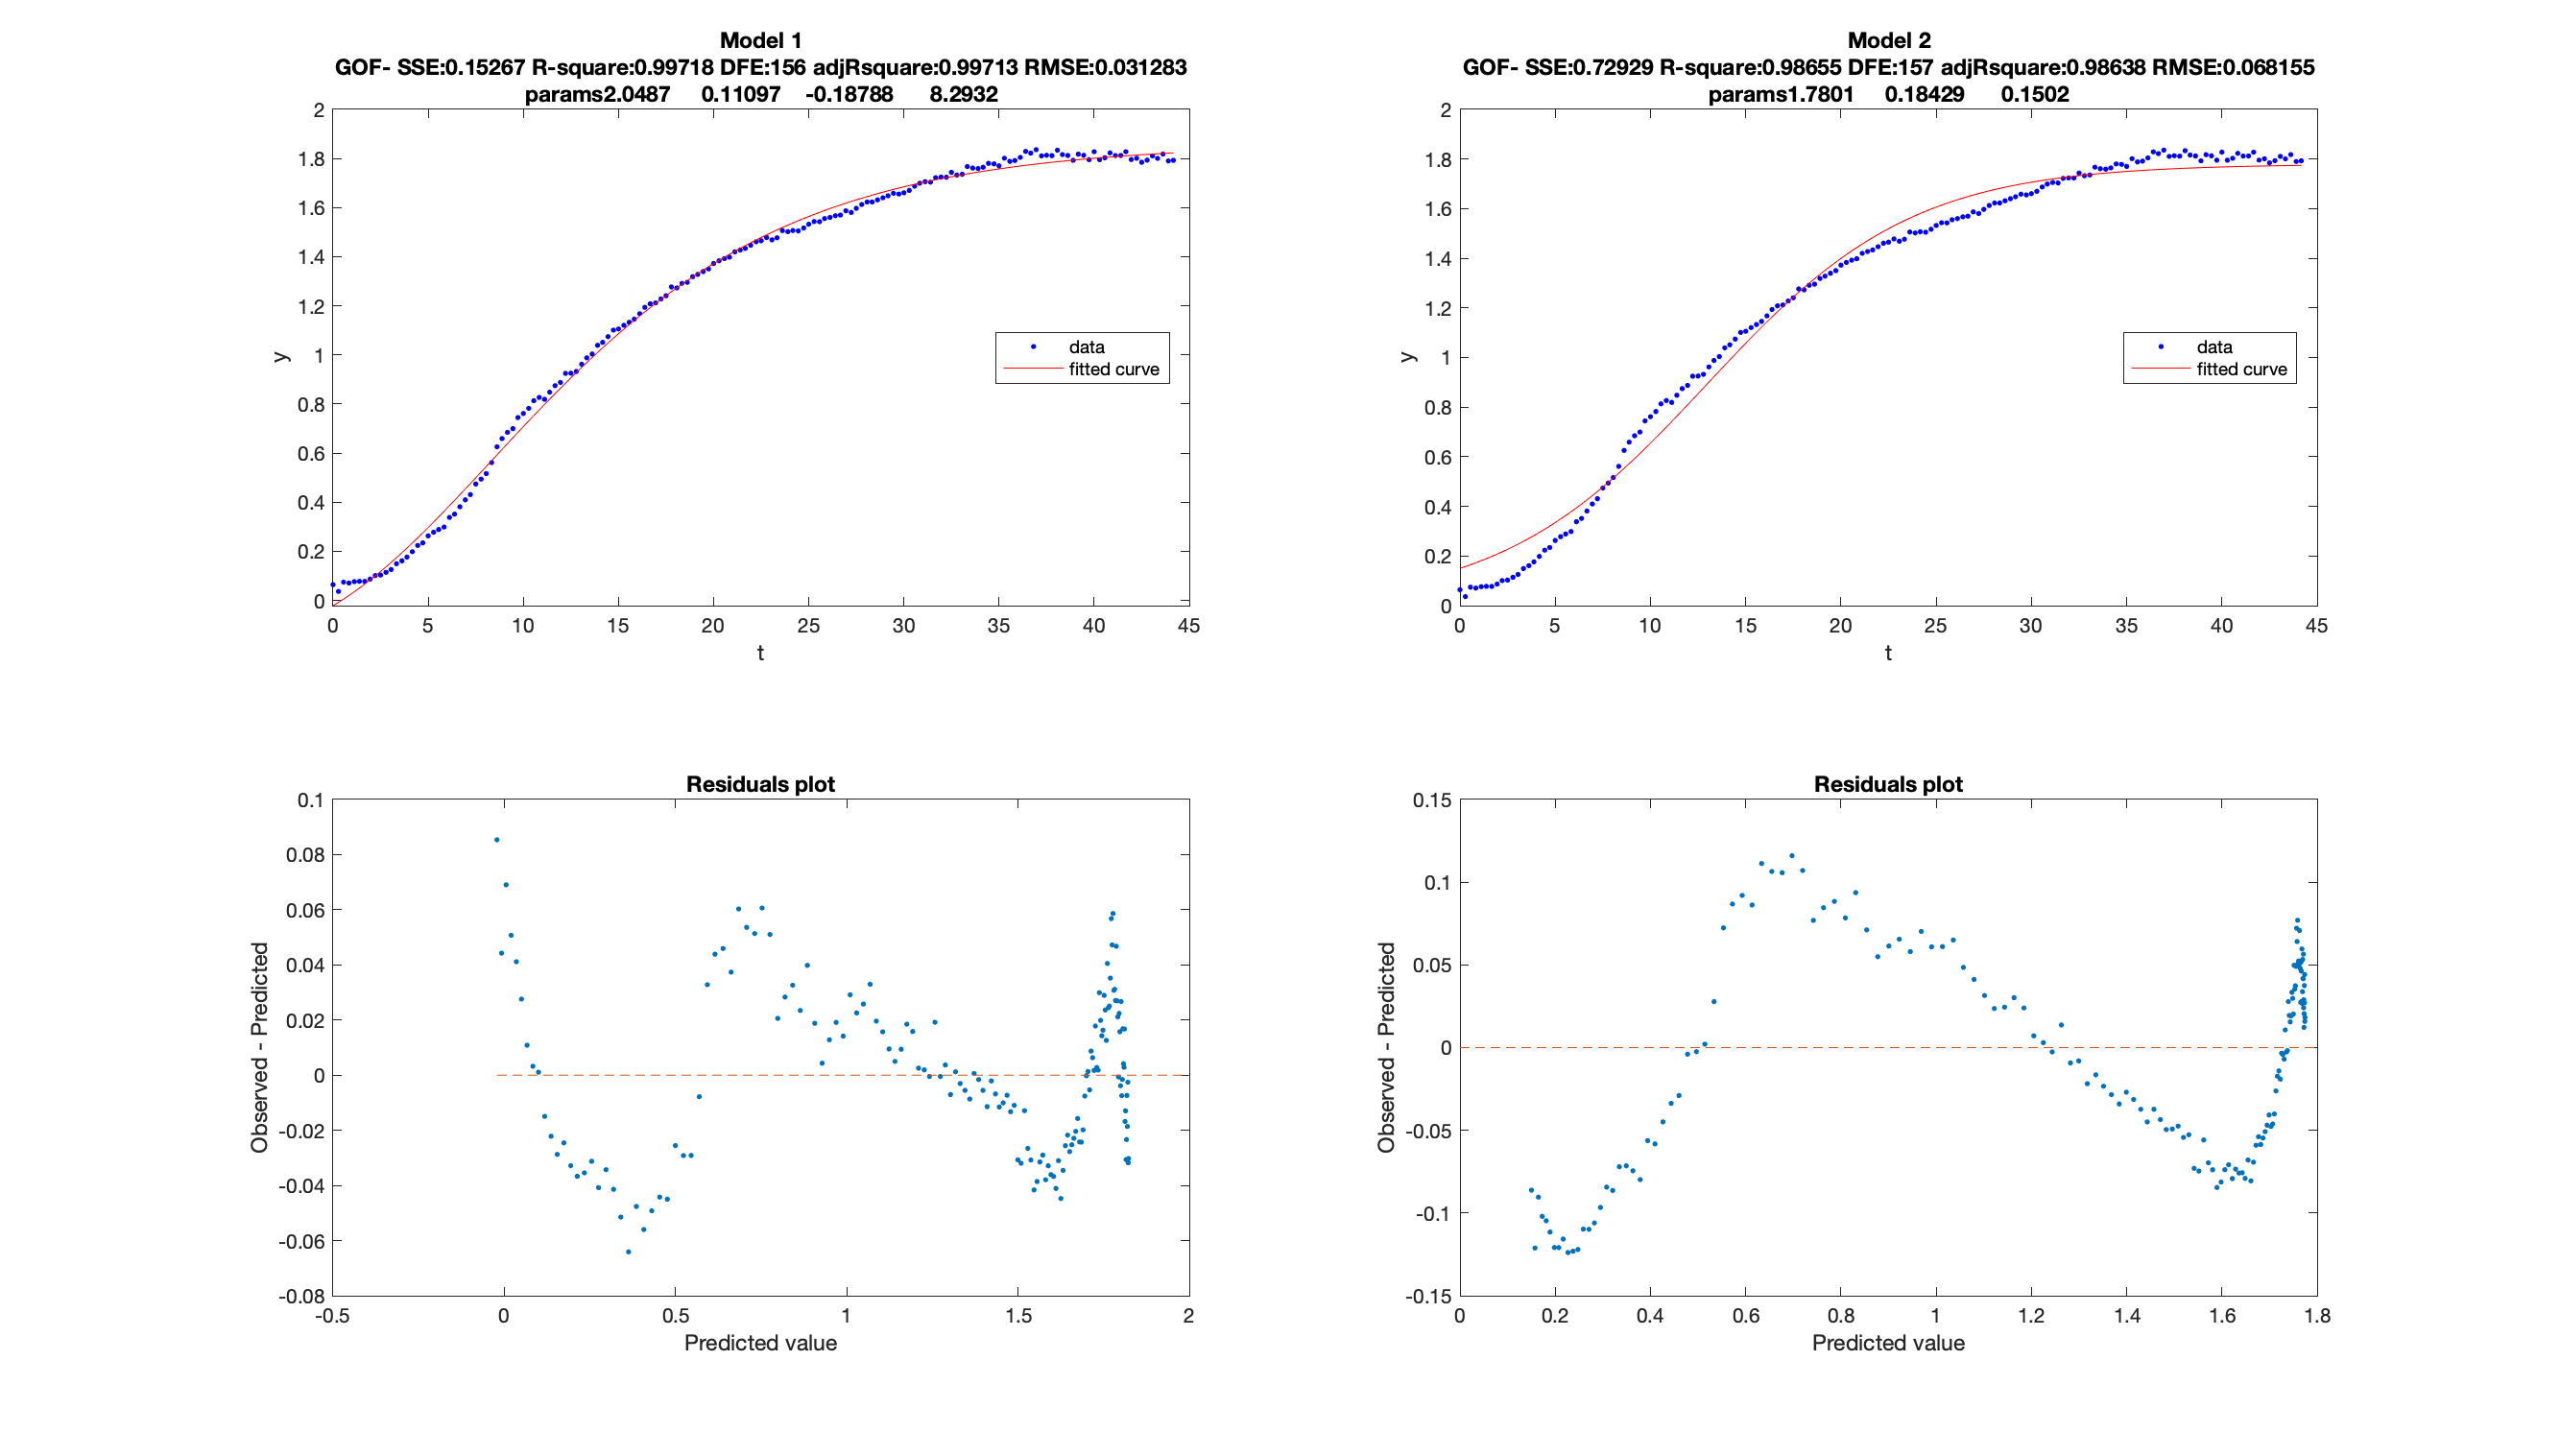 Model 1
GOF- SSE:0.15267 R-square:0.99718 DFE:156 adjRsquare:0.99713 RMSE:0.031283
params2.0487 0.11097 -0.18788 8.2932
2
1.8
1.6
1.4
1.2
1
0.8
0.6
0.4
0.2
0
y
data
fitted curve
0 5 10 15 20 25 30 35 40 45
t
Model 2
GOF- SSE:0.72929 R-square:0.98655 DFE:157 adjRsquare:0.98638 RMSE:0.068155
params1.7801 0.18429 0.1502
2
1.8
1.6
1.4
1.2
1
0.8
0.6
0.4
0.2
0
y
data
fitted curve
0 5 10 15 20 25 30 35 40 45
t
Residuals plot
0.1
0.08
0.06
0.04
0.02
0
-0.02
-0.04
-0.06
-0.08
Observed - Predicted
-0.5 0 0.5 1 1.5 2
Predicted value
Residuals plot
0.15
0.1
0.05
0
-0.05
-0.1
-0.15
Observed - Predicted
0 0.2 0.4 0.6 0.8 1 1.2 1.4 1.6 1.8
Predicted value